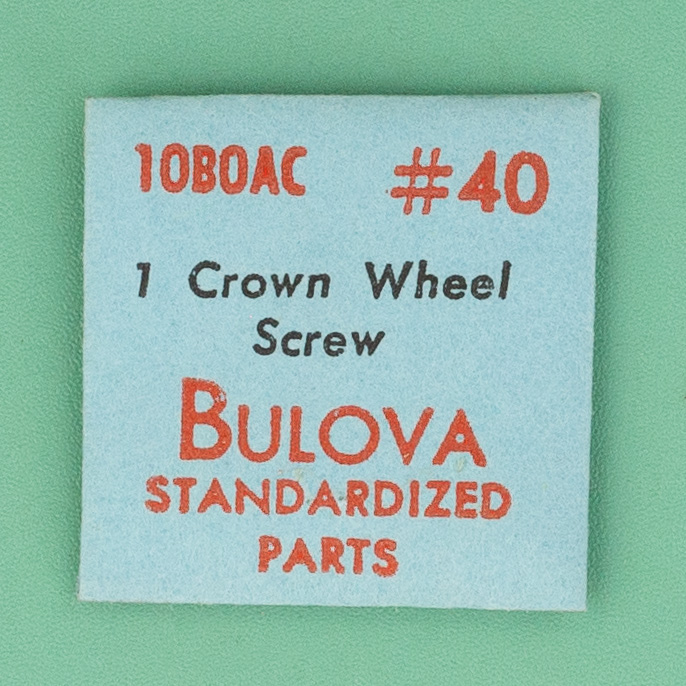 10BOAC #40
1 Crown Wheel
Screw
BULOVA
STANDARDIZED
PARTS